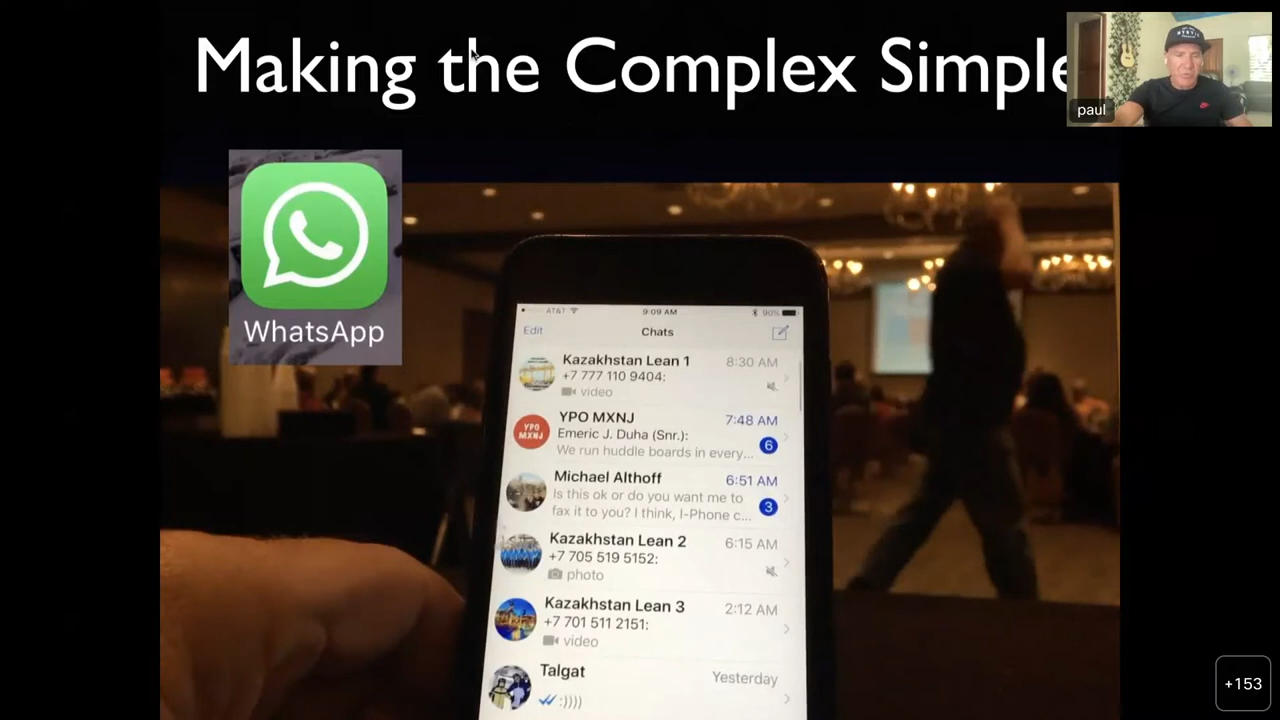 Making the Complex Simple
paul
WhatsApp
AT&T 9:09 AM 90%
Edit Chats
Kazakhstan Lean 1 8:30 AM
+7 777 110 9404:
video
YPO MXNJ 7:48 AM
YPO
MXNJ
Emeric J. Duha (Snr.): 6
We run huddle boards in every...
Michael Althoff 6:51 AM
Is this ok or do you want me to
fax it to you? I think, I-Phone c... 3
Kazakhstan Lean 2 6:15 AM
+7 705 519 5152:
photo
Kazakhstan Lean 3 2:12 AM
+7 701 511 2151:
video
Talgat Yesterday
:))))
+153